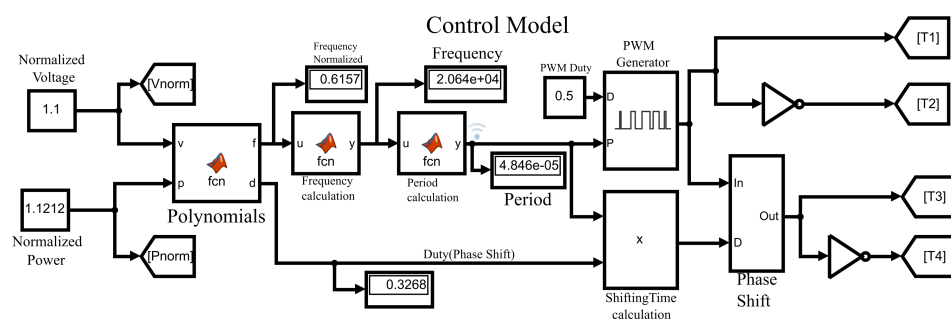 Control Model
Normalized
Voltage
1.1
[Vnorm]
1.1212
Normalized
Power
[Pnorm]
v
p
fcn
f
d
Polynomials
Frequency
Normalized
0.6157
u
fcn
y
Frequency
calculation
Frequency
2.064e+04
u
fcn
y
Period
calculation
4.846e-05
Period
Duty(Phase Shift)
0.3268
PWM Duty
0.5
PWM
Generator
D
P
x
ShiftingTime
calculation
In
D
Out
Phase
Shift
[T1]
[T2]
[T3]
[T4]